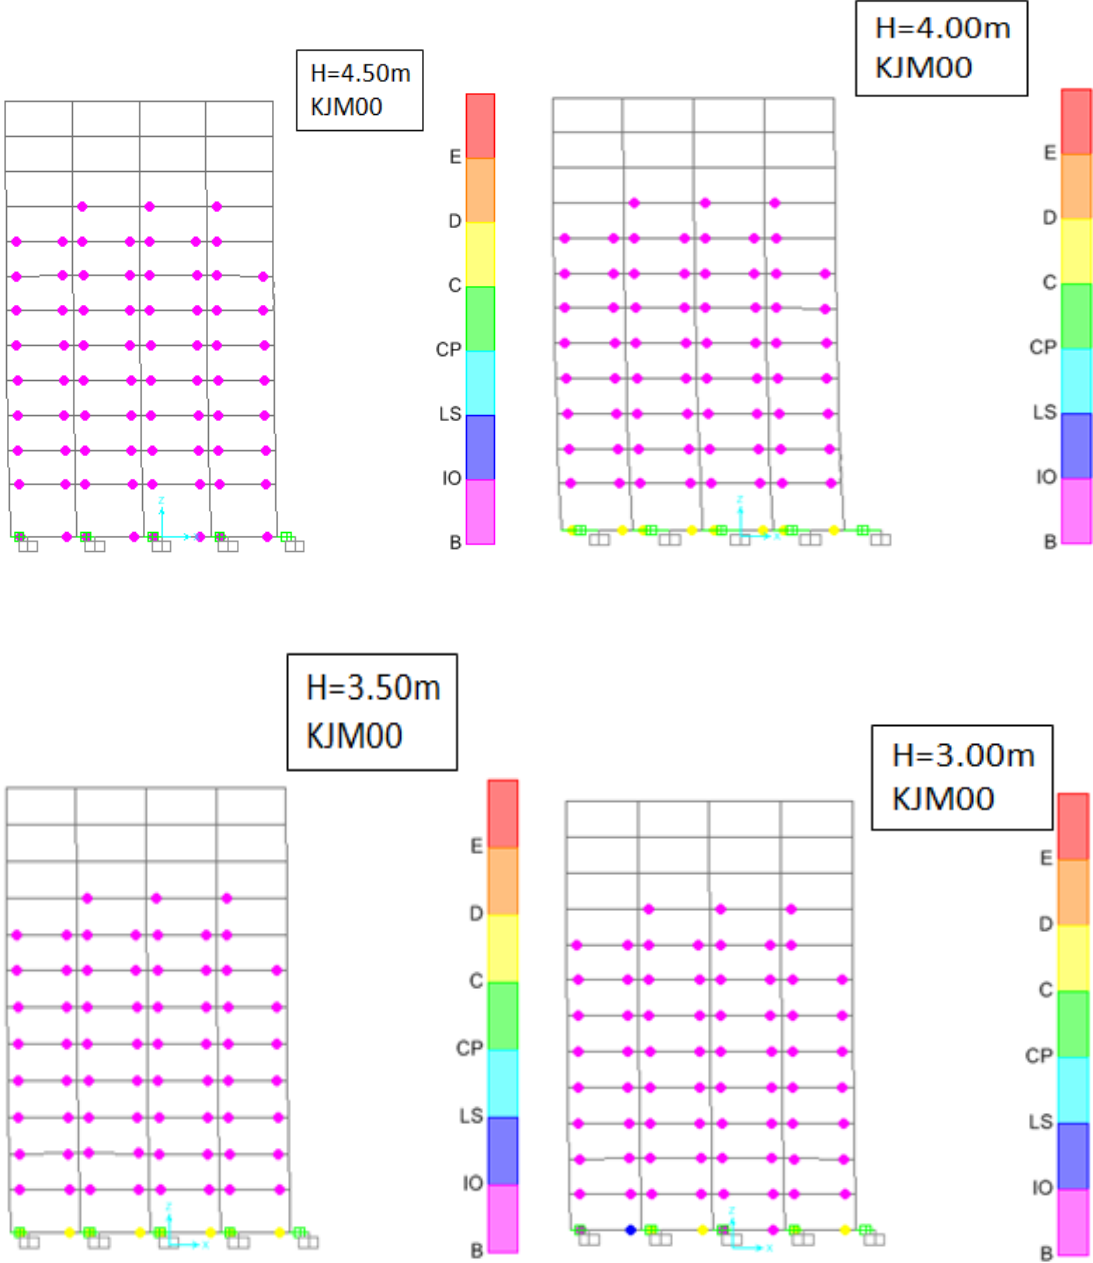 H=4.50m
KJM00
E
D
C
CP
LS
IO
B
Z
H=4.00m
KJM00
E
D
C
CP
LS
IO
B
Z
X
H=3.50m
KJM00
E
D
C
CP
LS
IO
B
Z
X
H=3.00m
KJM00
E
D
C
CP
LS
IO
B
Z
X